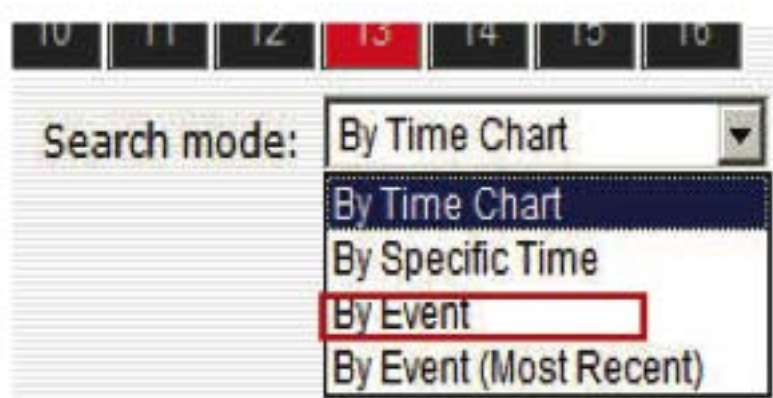 10 11 12 13 14 15 16
Search mode: By Time Chart
By Time Chart
By Specific Time
By Event
By Event (Most Recent)